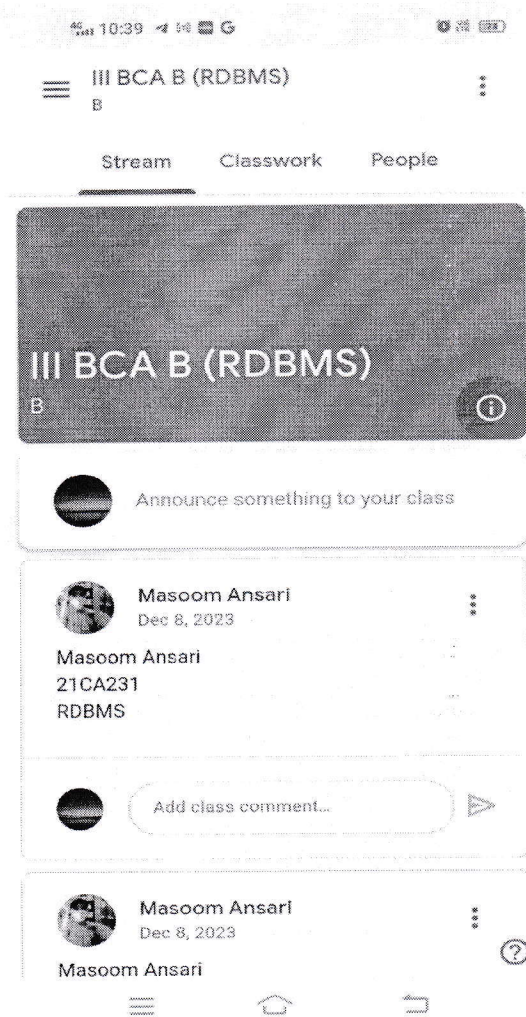 10:39
III BCA B (RDBMS)
B
Stream Classwork People
III BCA B (RDBMS)
B
Announce something to your class
Masoom Ansari
Dec 8, 2023
Masoom Ansari
21CA231
RDBMS
Add class comment...
Masoom Ansari
Dec 8, 2023
Masoom Ansari